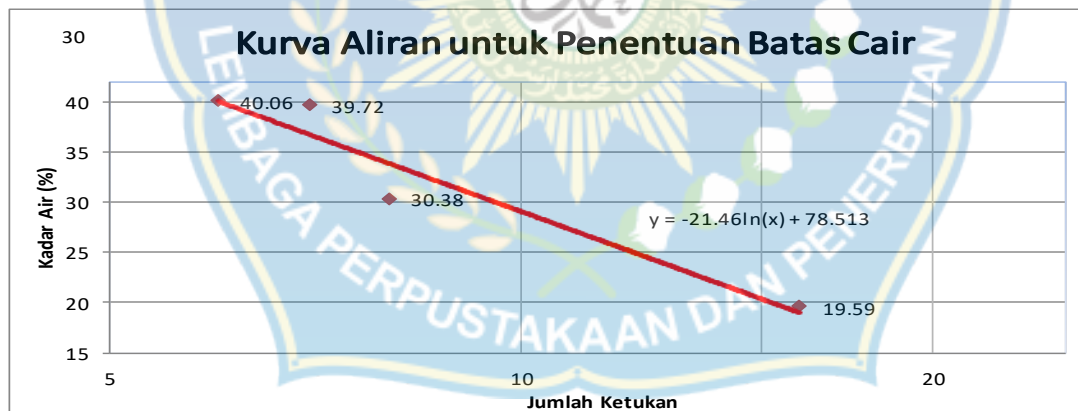 30
Kurva Aliran untuk Penentuan Batas Cair
40
35
30
25
20
15
Kadar Air (%)
40.06
39.72
30.38
y = -21.46ln(x) + 78.513
19.59
5
10
20
Jumlah Ketukan
LEMBAGA PERPUSTAKAAN DAN PENERBITAN